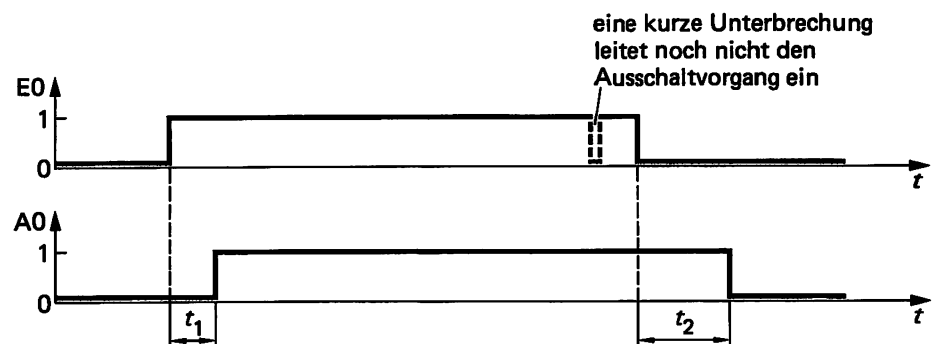 eine kurze Unterbrechung
leitet noch nicht den
Ausschaltvorgang ein
E0
1
0
t
A0
1
0
t
t1
t2